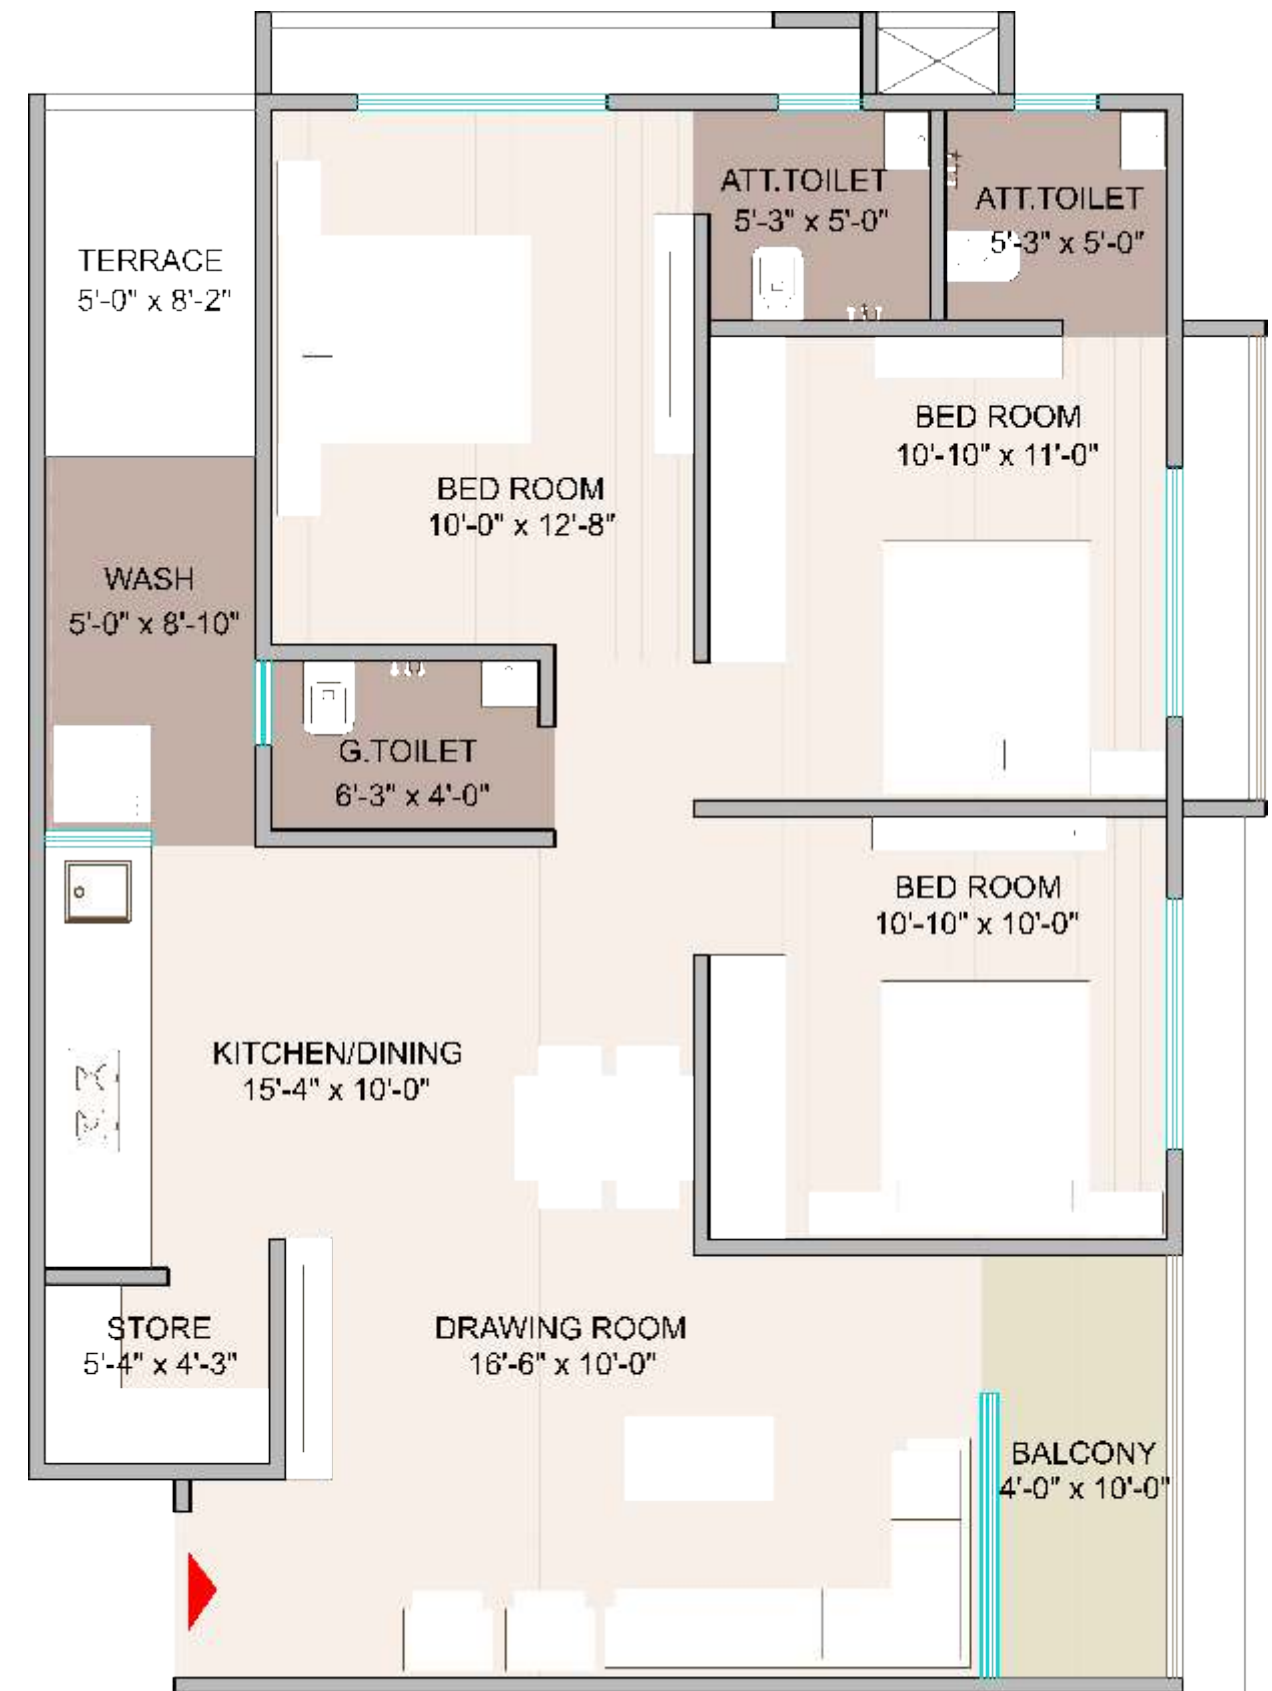 ATT.TOILET
5'-3" x 5'-0"
ATT.TOILET
5'-3" x 5'-0"
TERRACE
5'-0" x 8'-2"
BED ROOM
10'-10" x 11'-0"
BED ROOM
10'-0" x 12'-8"
WASH
5'-0" x 8'-10"
G.TOILET
6'-3" x 4'-0"
BED ROOM
10'-10" x 10'-0"
KITCHEN/DINING
15'-4" x 10'-0"
STORE
5'-4" x 4'-3"
DRAWING ROOM
16'-6" x 10'-0"
BALCONY
4'-0" x 10'-0"